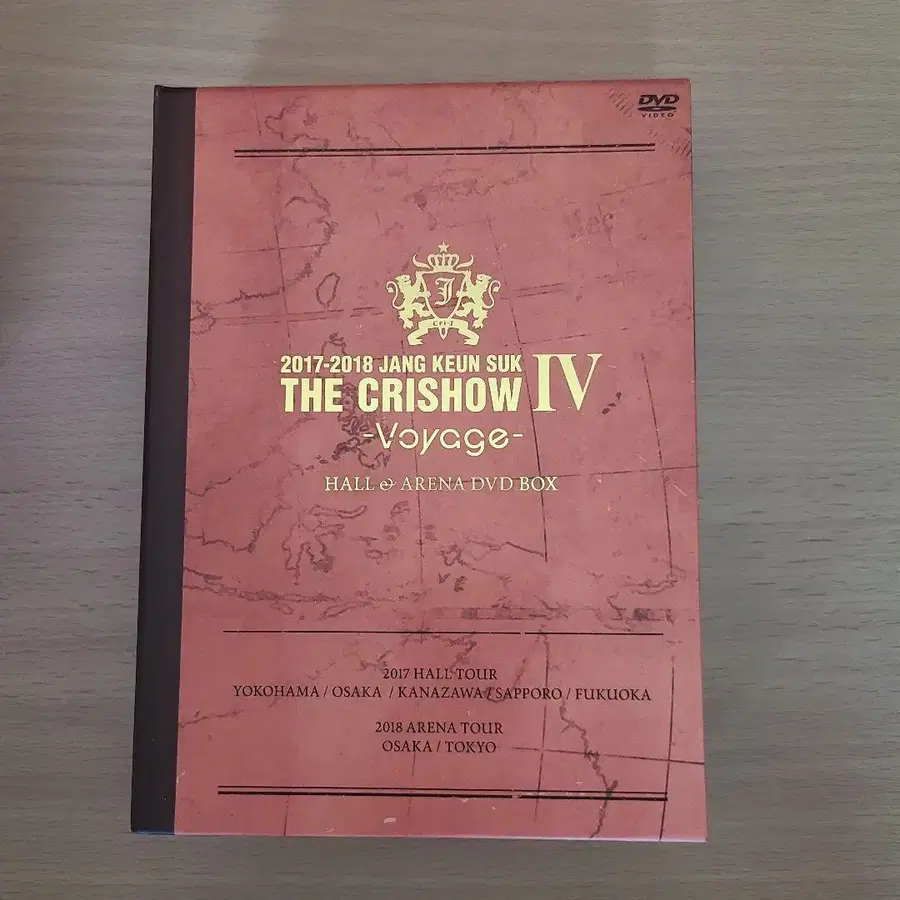 DVD
VIDEO
J
Cri-J
2017-2018 JANG KEUN SUK
THE CRISHOW IV
-Voyage-
HALL & ARENA DVD BOX
2017 HALL TOUR
YOKOHAMA / OSAKA / KANAZAWA / SAPPORO / FUKUOKA
2018 ARENA TOUR
OSAKA / TOKYO